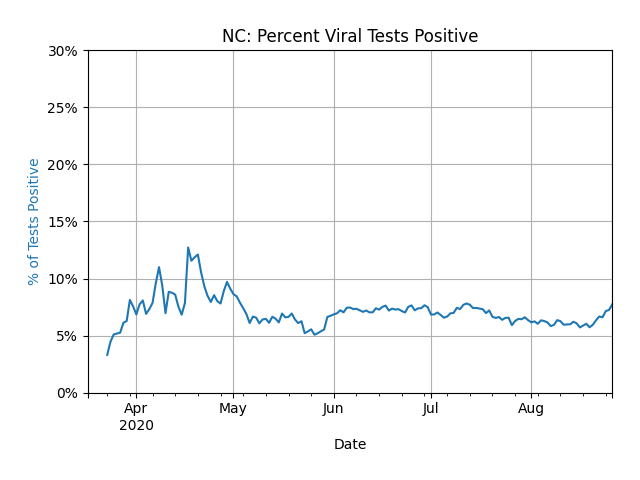 NC: Percent Viral Tests Positive
30%
25%
20%
15%
10%
5%
0%
% of Tests Positive
Apr
2020
May
Jun
Jul
Aug
Date